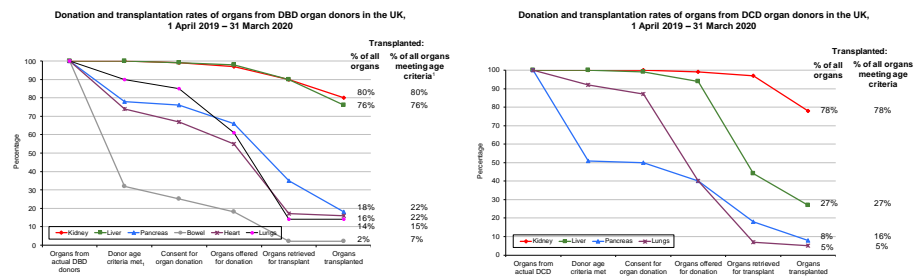 Donation and transplantation rates of organs from DBD organ donors in the UK,
1 April 2019 – 31 March 2020
Transplanted:
% of all organs
% of all organs meeting age criteria¹
100
90
80
70
60
50
40
30
20
10
0
Percentage
80% 80%
76% 76%
18% 22%
16% 22%
14% 15%
2% 7%
Kidney Liver Pancreas Bowel Heart Lungs
Organs from actual DBD donors
Donor age criteria met₁
Consent for organ donation
Organs offered for donation
Organs retrieved for transplant
Organs transplanted
Donation and transplantation rates of organs from DCD organ donors in the UK,
1 April 2019 – 31 March 2020
Transplanted:
% of all organs
% of all organs meeting age criteria
100
90
80
70
60
50
40
30
20
10
0
Percentage
78% 78%
27% 27%
8% 16%
5% 5%
Kidney Liver Pancreas Lungs
Organs from actual DCD
Donor age criteria met
Consent for organ donation
Organs offered for donation
Organs retrieved for transplant
Organs transplanted